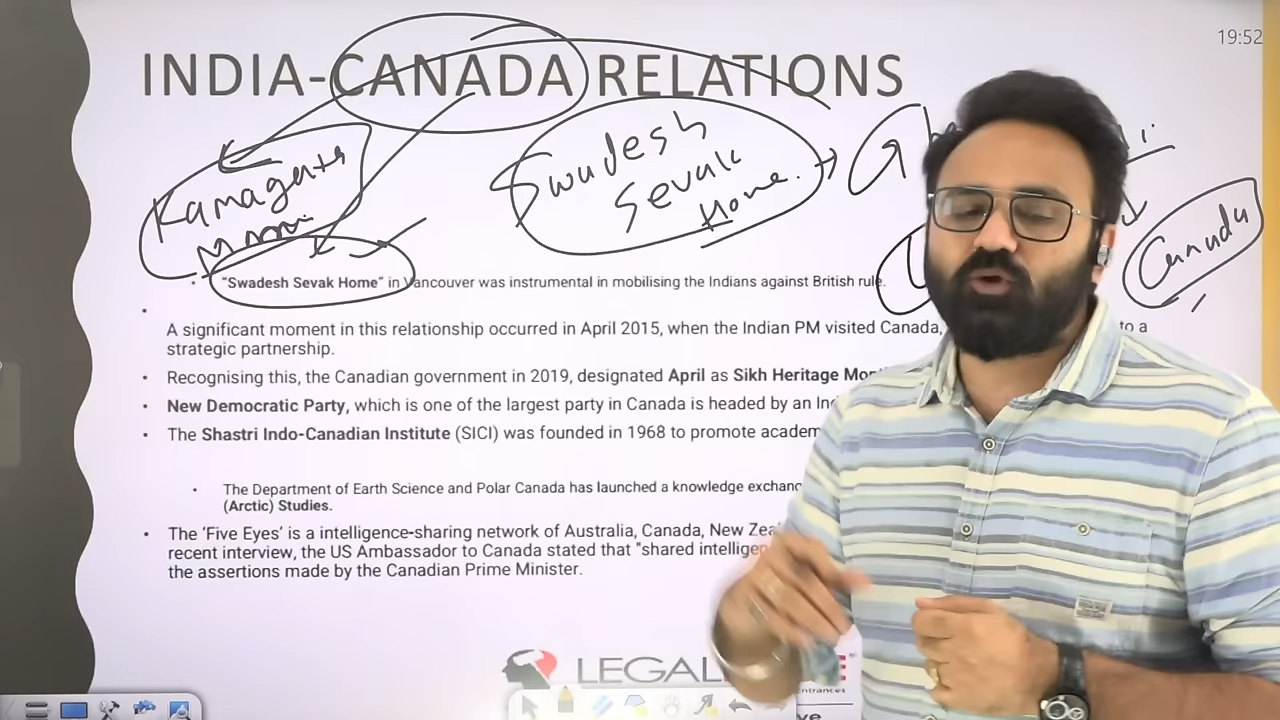 19:52
INDIA-CANADA RELATIONS
Kamagata
Maru
Swadesh
Sevak
Home.
Canada
"Swadesh Sevak Home" in Vancouver was instrumental in mobilising the Indians against British rule.
A significant moment in this relationship occurred in April 2015, when the Indian PM visited Canada, to a
strategic partnership.
Recognising this, the Canadian government in 2019, designated April as Sikh Heritage
New Democratic Party, which is one of the largest party in Canada is headed by an
The Shastri Indo-Canadian Institute (SICI) was founded in 1968 to promote
The Department of Earth Science and Polar Canada has launched a knowledge
(Arctic) Studies.
The 'Five Eyes' is a intelligence-sharing network of Australia, Canada, New
recent interview, the US Ambassador to Canada stated that "shared
the assertions made by the Canadian Prime Minister.
LEGAL